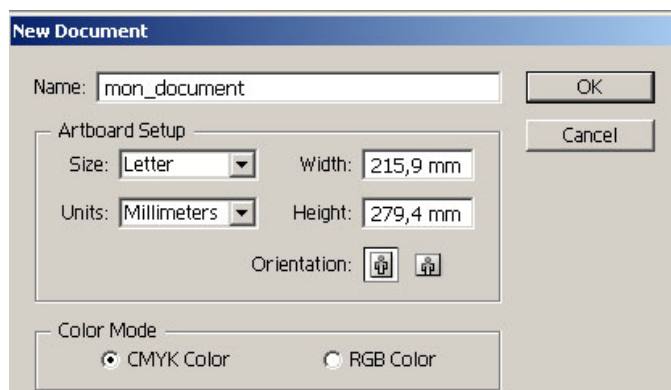 New Document
Name: mon_document
OK
Artboard Setup
Cancel
Size: Letter
Width: 215,9 mm
Units: Millimeters
Height: 279,4 mm
Orientation:
Color Mode
CMYK Color
RGB Color